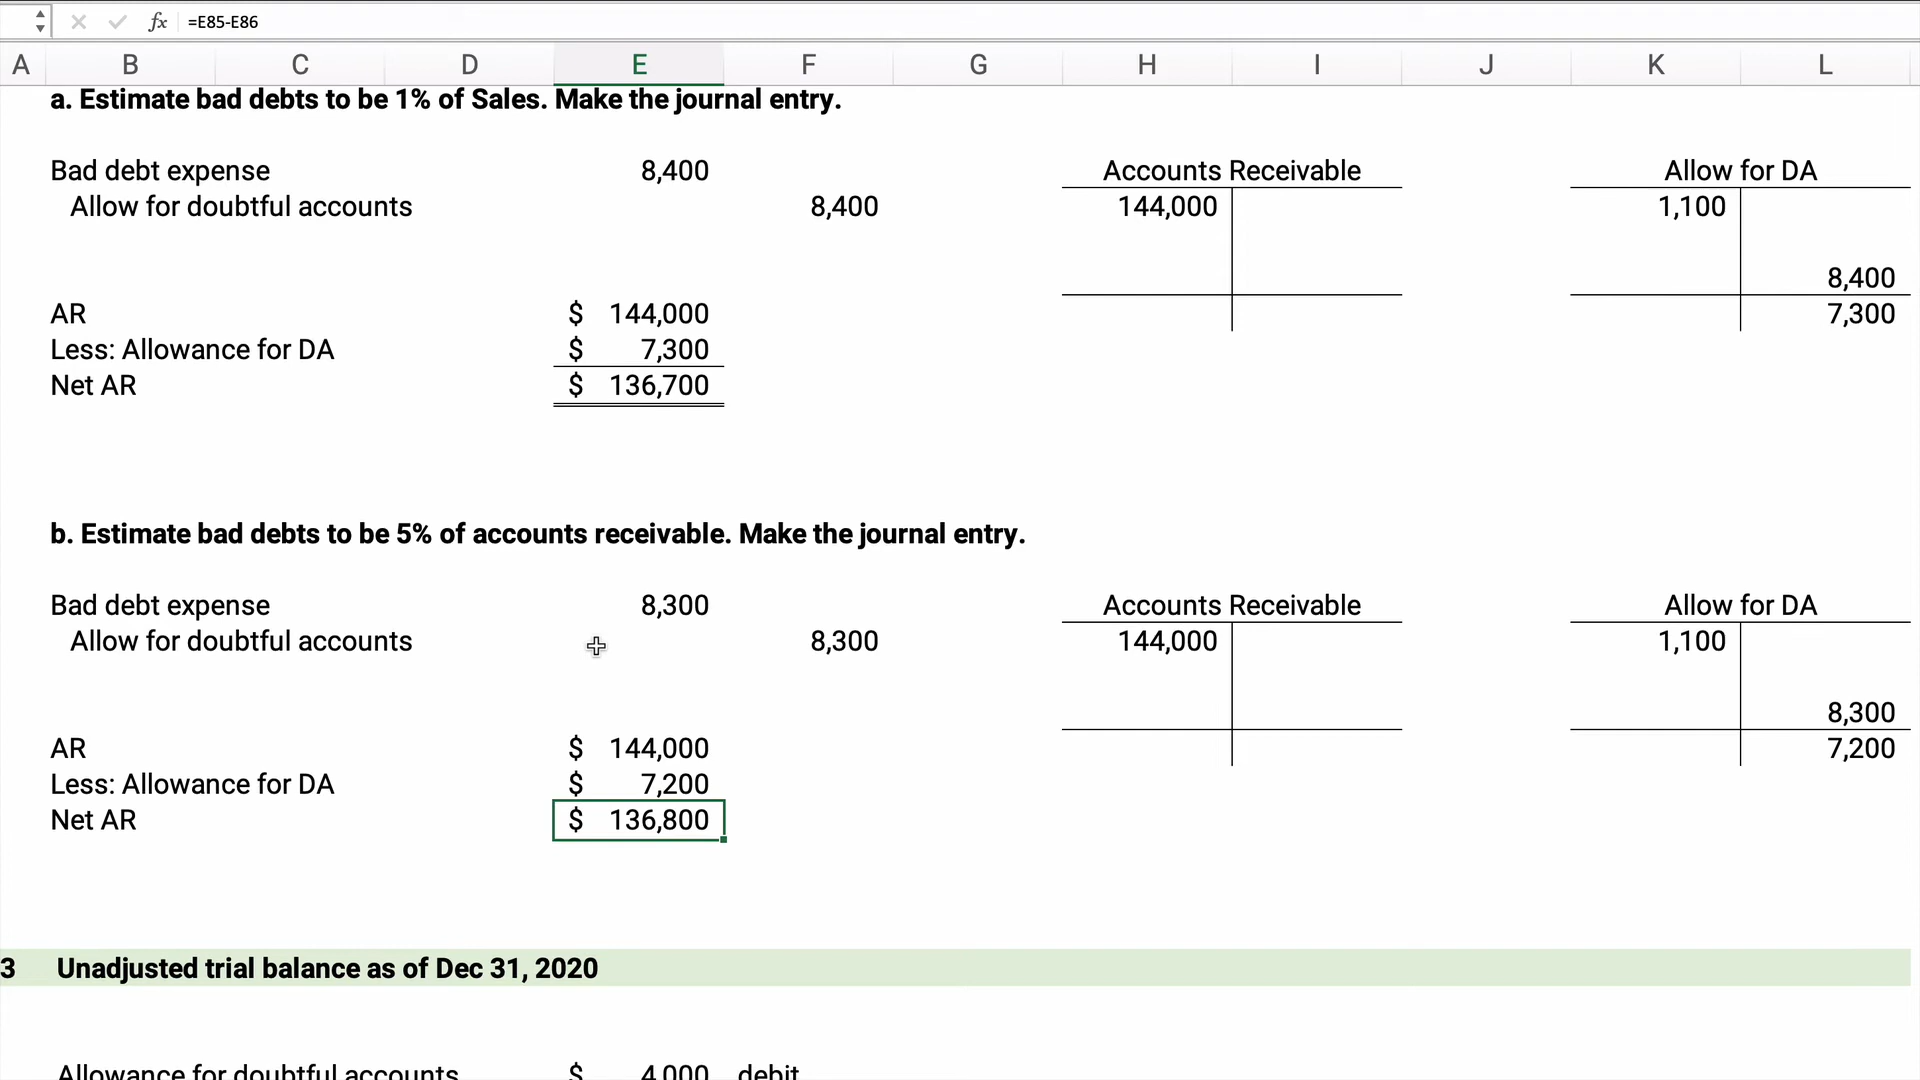 fx =E85-E86
A B C D E F G H I J K L
a. Estimate bad debts to be 1% of Sales. Make the journal entry.
Bad debt expense 8,400 Accounts Receivable Allow for DA
Allow for doubtful accounts 8,400 144,000 1,100
8,400
AR $ 144,000 7,300
Less: Allowance for DA $ 7,300
Net AR $ 136,700
b. Estimate bad debts to be 5% of accounts receivable. Make the journal entry.
Bad debt expense 8,300 Accounts Receivable Allow for DA
Allow for doubtful accounts 8,300 144,000 1,100
8,300
AR $ 144,000 7,200
Less: Allowance for DA $ 7,200
Net AR $ 136,800
3 Unadjusted trial balance as of Dec 31, 2020
Allowance for doubtful accounts $ 4,000 debit